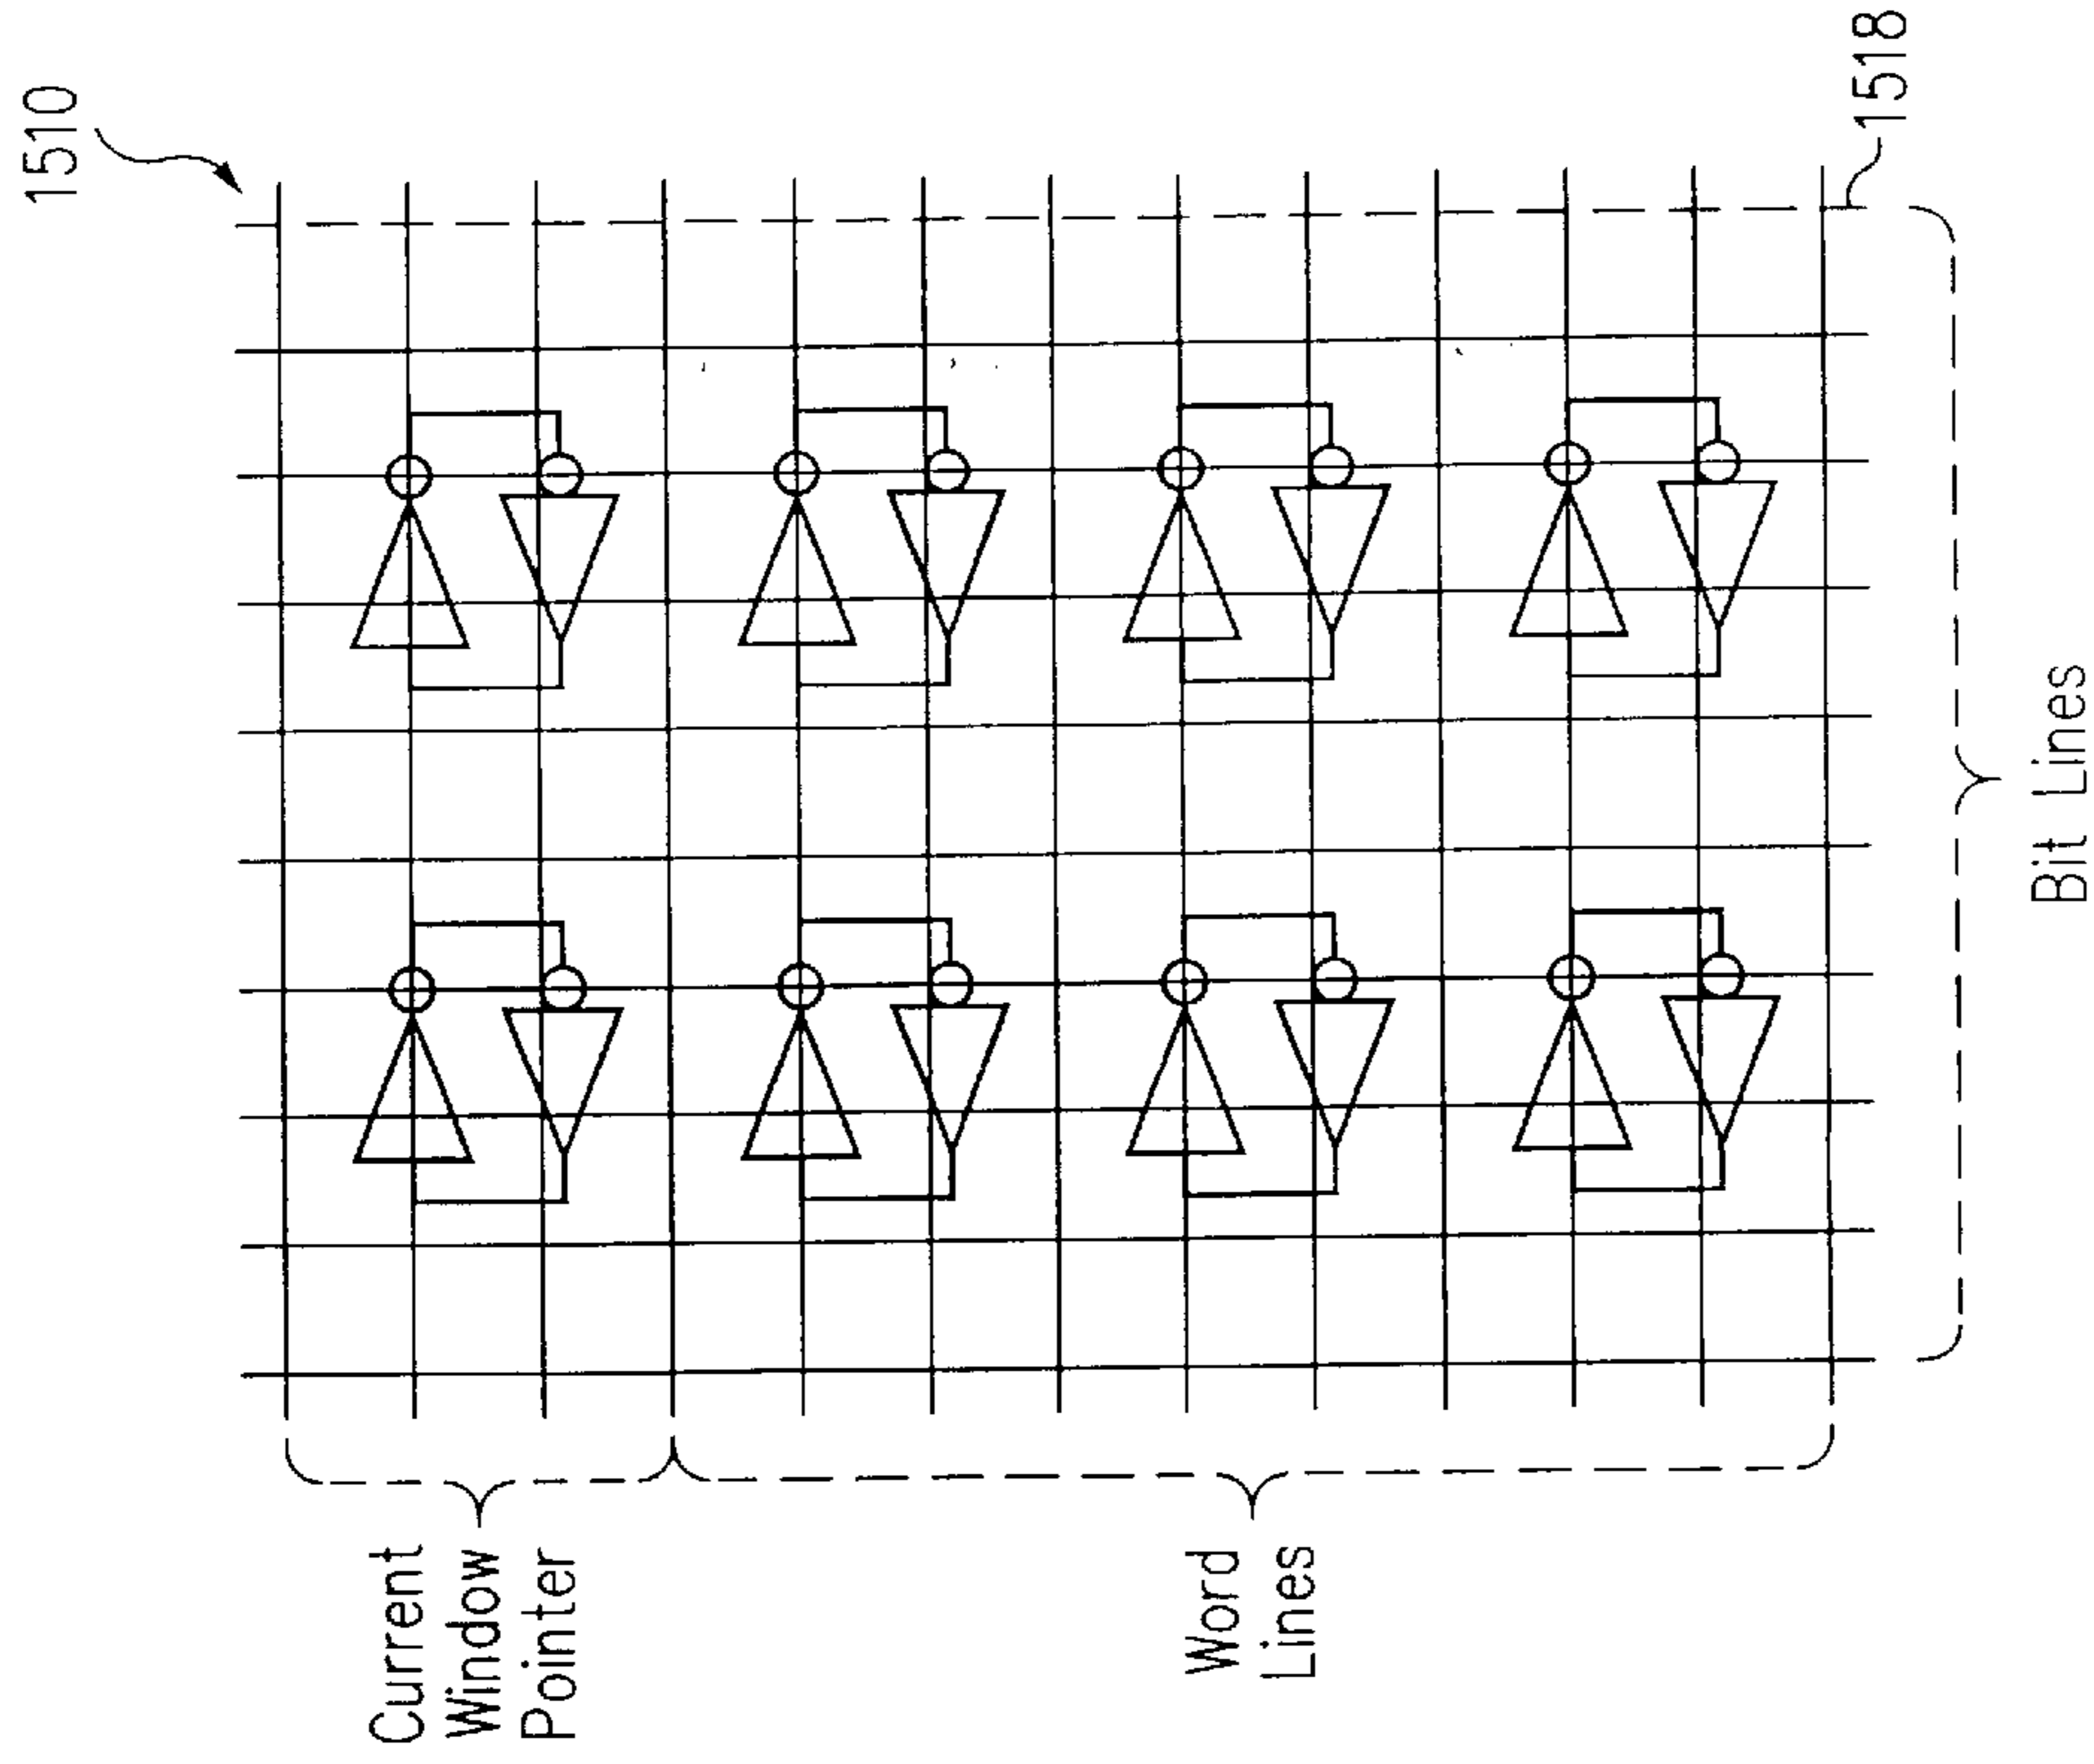 1510
Current
Window
Pointer
Word
Lines
Bit Lines
1518